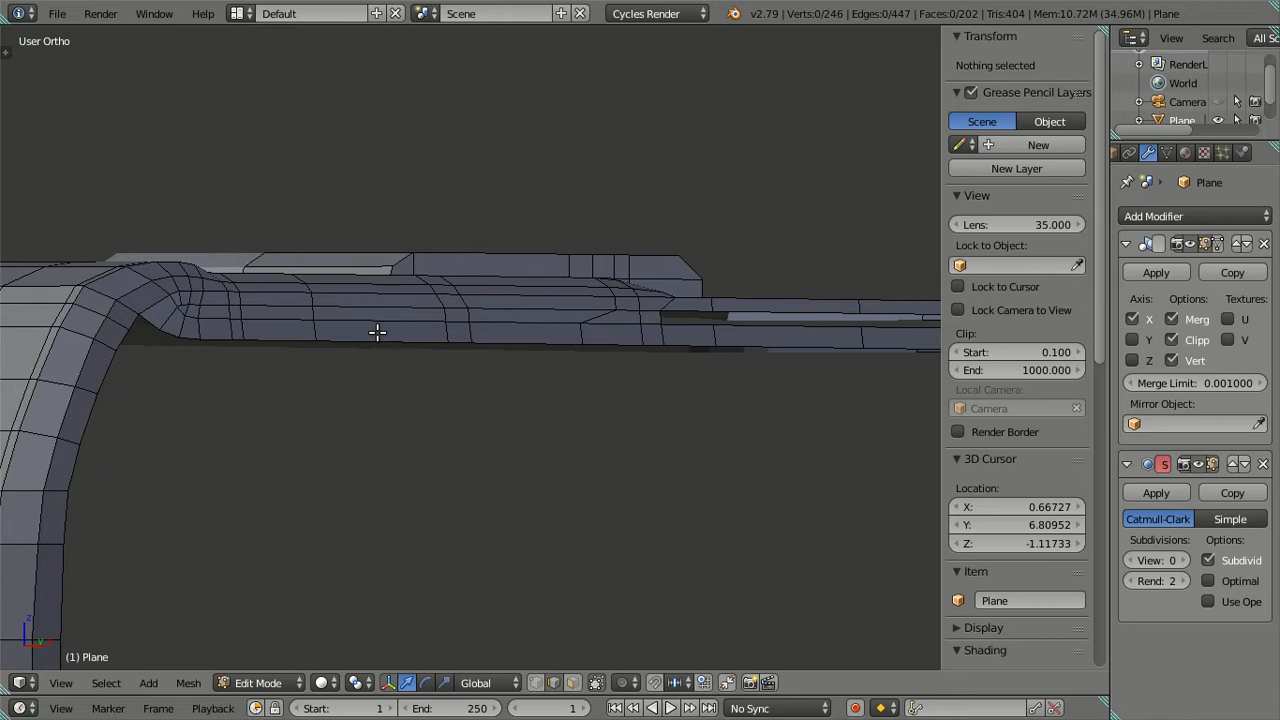 File Render Window Help Default Scene Cycles Render v2.79 | Verts:0/246 | Edges:0/447 | Faces:0/202 | Tris:404 | Mem:10.72M (34.96M) | Plane
User Ortho
Transform
Nothing selected
Grease Pencil Layers
Scene Object
New
New Layer
View
Lens: 35.000
Lock to Object:
Lock to Cursor
Lock Camera to View
Clip:
Start: 0.100
End: 1000.000
Local Camera:
Camera
Render Border
3D Cursor
Location:
X: 0.66727
Y: 6.80952
Z: -1.11733
Item
Plane
Display
Shading
View Search All Sc
RenderL
World
Camera
Plane
Plane
Add Modifier
Apply Copy
Axis: Options: Textures:
X Merg U
Y Clipp V
Z Vert
Merge Limit: 0.001000
Mirror Object:
S
Apply Copy
Catmull-Clark Simple
Subdivisions: Options:
View: 0 Subdivid
Rend: 2 Optimal
Use Ope
z
y
(1) Plane
View Select Add Mesh Edit Mode Global
View Marker Frame Playback Start: 1 End: 250 1 No Sync